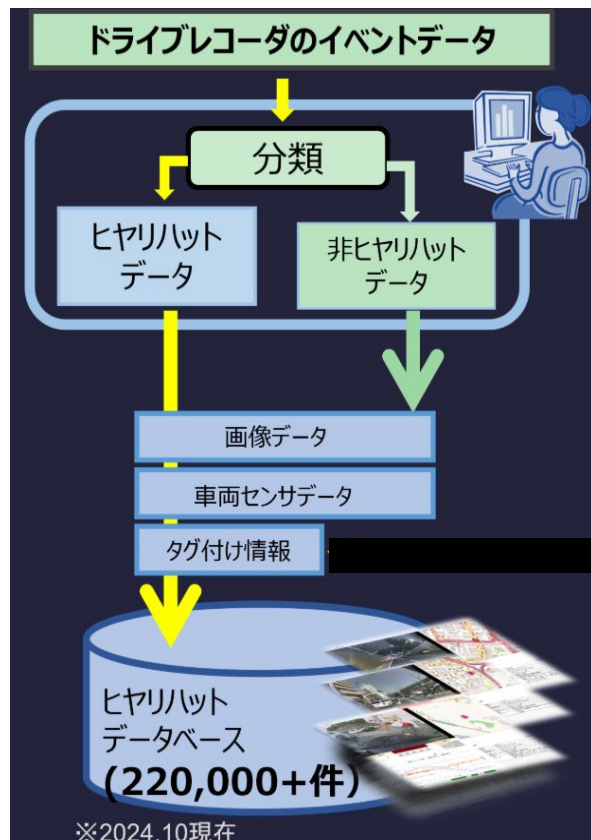 ドライブレコーダのイベントデータ
分類
ヒヤリハット
データ
非ヒヤリハット
データ
画像データ
車両センサデータ
タグ付け情報
ヒヤリハット
データベース
(220,000+件)
※2024.10現在